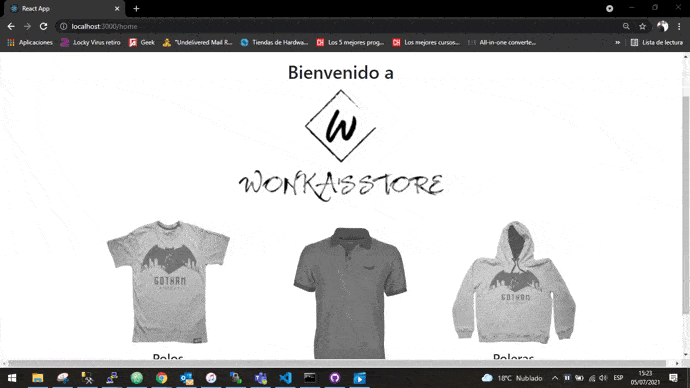 React App
localhost:3000/home
Aplicaciones
.Locky Virus retiro
Geek
"Undelivered Mail R...
Tiendas de Hardwa...
Los 5 mejores prog...
Los mejores cursos...
All-in-one converte...
Lista de lectura
Bienvenido a
W
WONKA'SSTORE
GOTHAM
GOTHAM
Polos
Poleras
18°C Nublado
ESP
15:23
05/07/2021